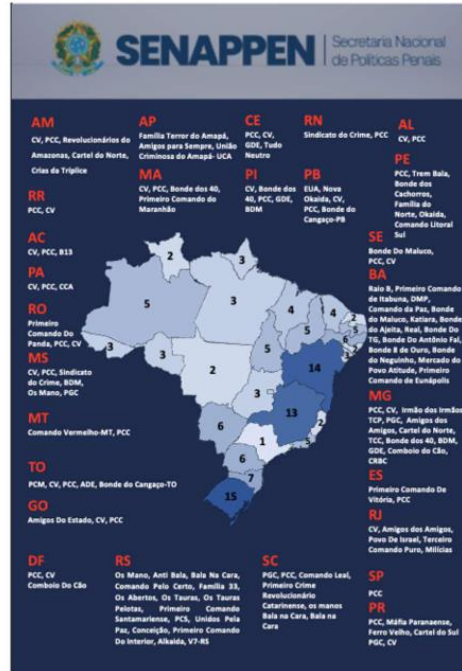 SENAPPEN
Secretaria Nacional
de Políticas Penais
AM
CV, PCC, Revolucionários do
Amazonas, Cartel do Norte,
Crias da Tríplice
AP
Família Terror do Amapá,
Amigos para Sempre, União
Criminosa do Amapá- UCA
CE
PCC, CV,
GDE, Tudo
Neutro
RN
Sindicato do Crime, PCC
AL
CV, PCC
RR
PCC, CV
MA
CV, PCC, Bonde dos 40,
Primeiro Comando do
Maranhão
PI
CV, Bonde dos
40, PCC, GDE,
BDM
PB
EUA, Nova
Okaida, CV,
PCC, Bonde do
Cangaço-PB
PE
PCC, Trem Bala,
Bonde dos
Cachorros,
Família do
Norte, Okaida,
Comando Litoral
Sul
AC
CV, PCC, B13
SE
Bonde Do Maluco,
PCC, CV
PA
CV, PCC, CCA
BA
Raio B, Primeiro Comando
de Itabuna, DMP,
Comando da Paz, Bonde
do Maluco, Katiara, Bonde
do Ajeita, Real, Bonde Do
TG, Bonde Do Antônio Fal,
Bonde B de Ouro, Bonde
do Neguinho, Mercado do
Povo Atitude, Primeiro
Comando de Eunápolis
RO
Primeiro
Comando Do
Panda, PCC, CV
MS
CV, PCC, Sindicato
do Crime, BDM,
Os Mano, PGC
MG
PCC, CV, Irmão dos Irmãos
TCP, PGC, Amigos dos
Amigos, Cartel do Norte,
TCC, Bonde dos 40, BDM,
GDE, Comboio do Cão,
CRBC
MT
Comando Vermelho-MT, PCC
TO
PCM, CV, PCC, ADE, Bonde do Cangaço-TO
ES
Primeiro Comando De
Vitória, PCC
GO
Amigos Do Estado, CV, PCC
RJ
CV, Amigos dos Amigos,
Povo De Israel, Terceiro
Comando Puro, Milícias
DF
PCC, CV
Comboio Do Cão
RS
Os Mano, Anti Bala, Bala Na Cara,
Comando Pelo Certo, Família 33,
Os Abertos, Os Tauras, Os Tauras
Pelotas, Primeiro Comando
Santamariense, PCS, Unidos Pela
Paz, Conceição, Primeiro Comando
Do Interior, Alkaida, V7-RS
SC
PGC, PCC, Comando Leal,
Primeiro Crime
Revolucionário
Catarinense, os manos
Bala na Cara, Bala na
Cara
SP
PCC
PR
PCC, Máfia Paranaense,
Ferro Velho, Cartel do Sul
PGC, CV
2
3
5
3
4
4
2
5
5
6
3
5
3
3
2
14
3
13
6
1
2
5
6
7
15